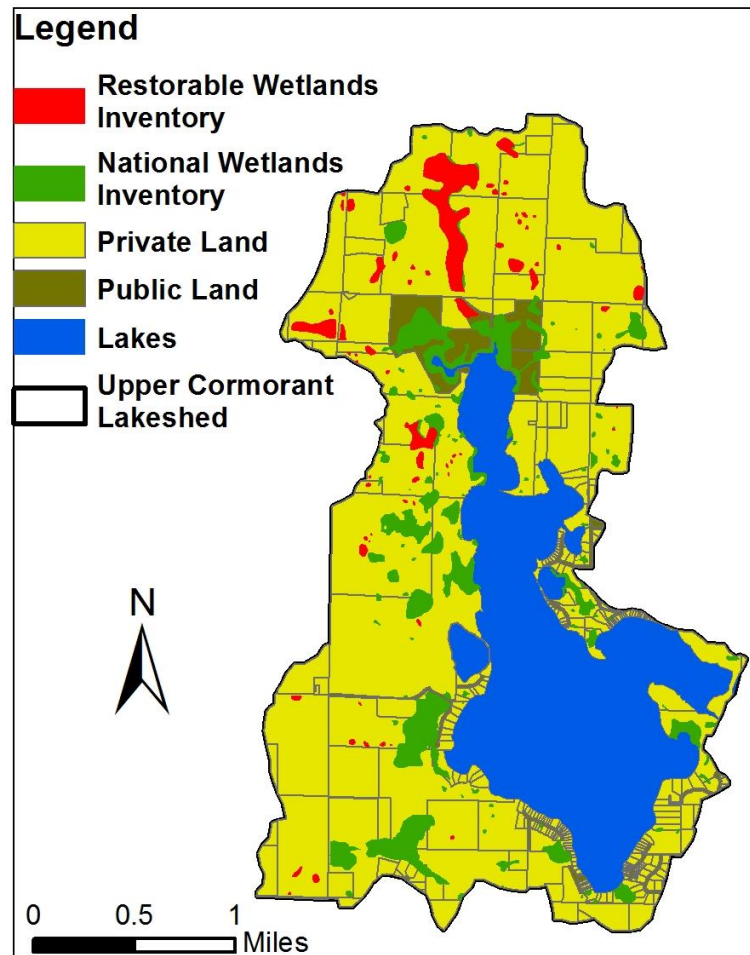 Legend
Restorable Wetlands
Inventory
National Wetlands
Inventory
Private Land
Public Land
Lakes
Upper Cormorant
Lakeshed
N
0 0.5 1
Miles